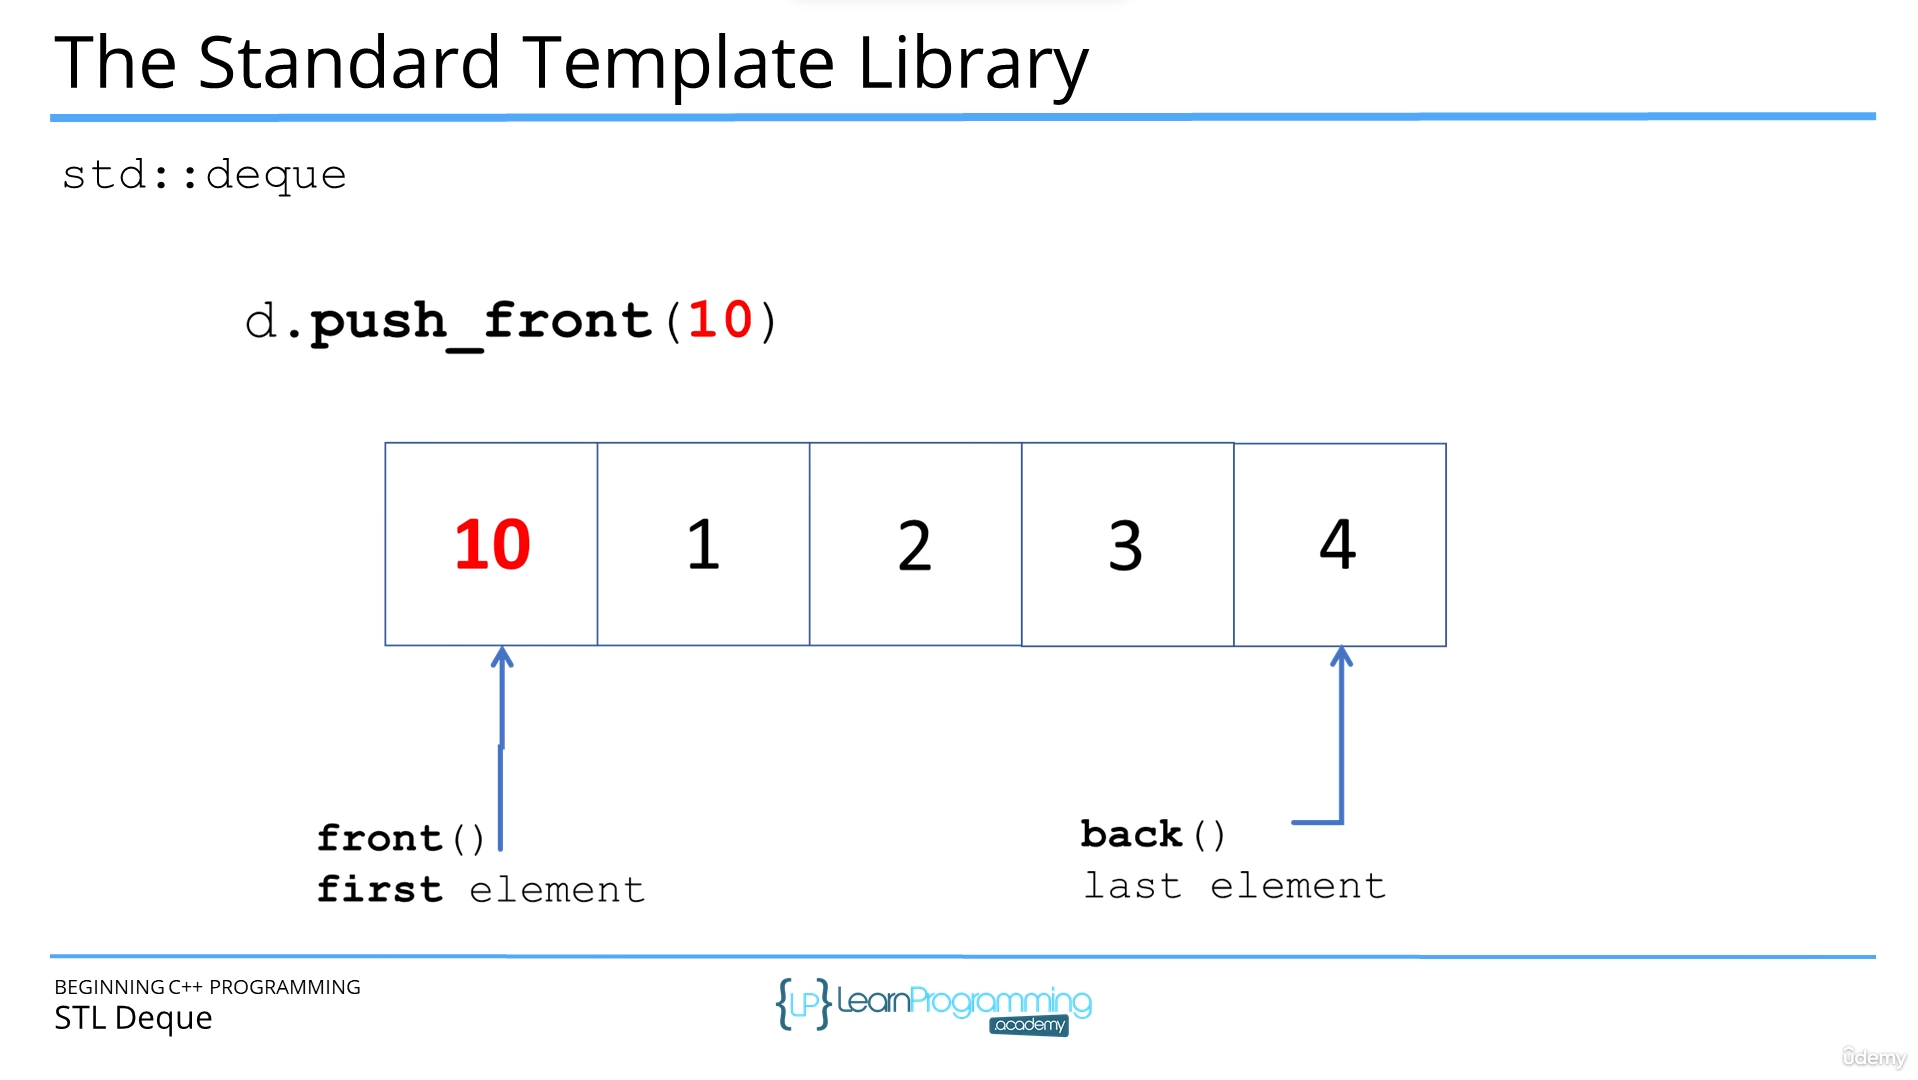 The Standard Template Library
std::deque
d.push_front(10)
10 1 2 3 4
front()
first element
back()
last element
BEGINNING C++ PROGRAMMING
STL Deque
{LP} LearnProgramming
.academy
ûdemy